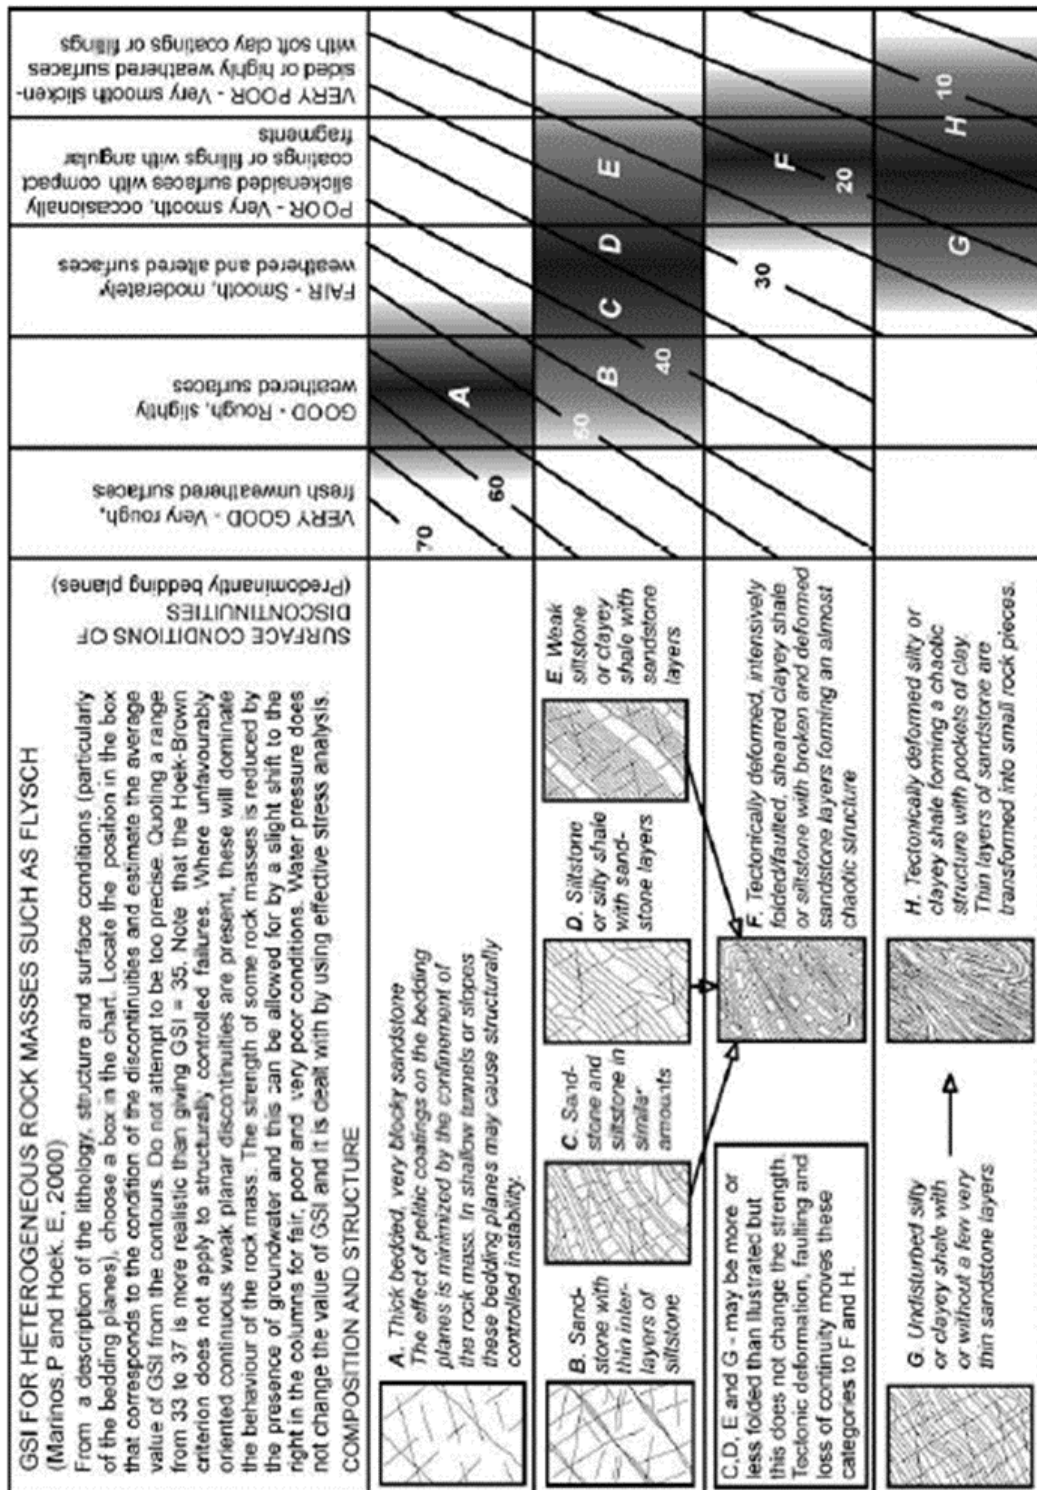 GSI FOR HETEROGENEOUS ROCK MASSES SUCH AS FLYSCH
(Marinos.P and Hoek. E, 2000)
From a description of the lithology, structure and surface conditions (particularly
of the bedding planes), choose a box in the chart. Locate the position in the box
that corresponds to the condition of the discontinuities and estimate the average
value of GSI from the contours. Do not attempt to be too precise. Quoting a range
from 33 to 37 is more realistic than giving GSI = 35. Note that the Hoek-Brown
criterion does not apply to structurally controlled failures. Where unfavourably
oriented continuous weak planar discontinuities are present, these will dominate
the behaviour of the rock mass. The strength of some rock masses is reduced by
the presence of groundwater and this can be allowed for by a slight shift to the
right in the columns for fair, poor and very poor conditions. Water pressure does
not change the value of GSI and it is dealt with by using effective stress analysis.
COMPOSITION AND STRUCTURE
SURFACE CONDITIONS OF
DISCONTINUITIES
(Predominantly bedding planes)
VERY GOOD - Very rough,
fresh unweathered surfaces
GOOD - Rough, slightly
weathered surfaces
FAIR - Smooth, moderately
weathered and altered surfaces
POOR - Very smooth, occasionally
slickensided surfaces with compact
coatings or fillings with angular
fragments
VERY POOR - Very smooth slicken-
sided or highly weathered surfaces
with soft clay coatings or fillings
A. Thick bedded, very blocky sandstone
The effect of pelitic coatings on the bedding
planes is minimized by the confinement of
the rock mass. In shallow tunnels or slopes
these bedding planes may cause structurally
controlled instability.
70
60
A
B. Sand-
stone with
thin inter-
layers of
siltstone
C. Sand-
stone and
siltstone in
similar
amounts
D. Siltstone
or silty shale
with sand-
stone layers
E. Weak
siltstone
or clayey
shale with
sandstone
layers
50
B
40
C
D
E
C,D, E and G - may be more or
less folded than illustrated but
this does not change the strength.
Tectonic deformation, faulting and
loss of continuity moves these
categories to F and H.
F. Tectonically deformed, intensively
folded/faulted, sheared clayey shale
or siltstone with broken and deformed
sandstone layers forming an almost
chaotic structure
30
F
20
G. Undisturbed silty
or clayey shale with
or without a few very
thin sandstone layers
H. Tectonically deformed silty or
clayey shale forming a chaotic
structure with pockets of clay.
Thin layers of sandstone are
transformed into small rock pieces.
G
H
10